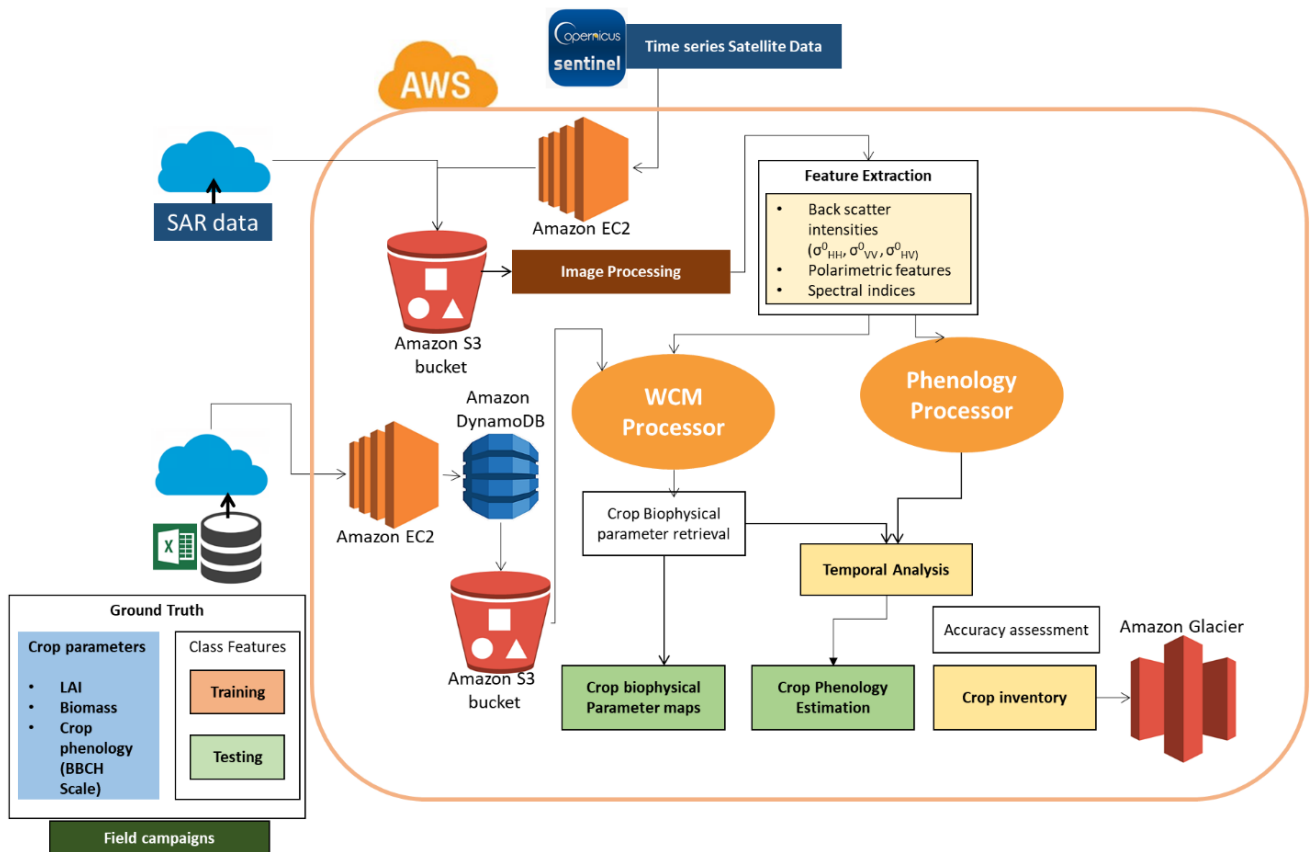 Copernicus
sentinel
Time series Satellite Data
AWS
SAR data
Amazon EC2
Feature Extraction
• Back scatter
intensities
(σ⁰HH, σ⁰VV, σ⁰HV)
• Polarimetric features
• Spectral indices
Image Processing
Amazon S3
bucket
WCM
Processor
Phenology
Processor
Amazon
DynamoDB
X
Amazon EC2
Crop Biophysical
parameter retrieval
Temporal Analysis
Amazon S3
bucket
Accuracy assessment
Amazon Glacier
Crop biophysical
Parameter maps
Crop Phenology
Estimation
Crop inventory
Ground Truth
Crop parameters
• LAI
• Biomass
• Crop
phenology
(BBCH
Scale)
Class Features
Training
Testing
Field campaigns